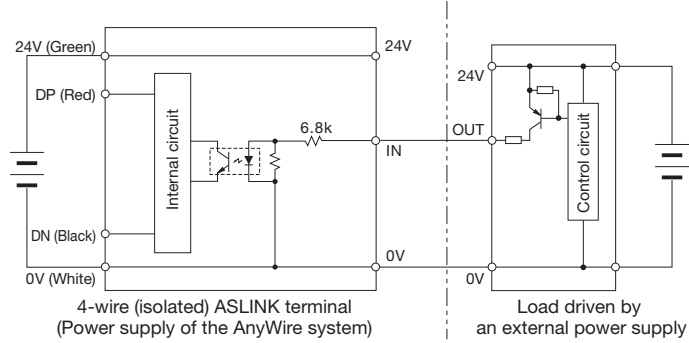 24V (Green)
24V
DP (Red)
Internal circuit
6.8k
IN
DN (Black)
0V
0V (White)
4-wire (isolated) ASLINK terminal
(Power supply of the AnyWire system)
24V
OUT
Control circuit
0V
Load driven by
an external power supply